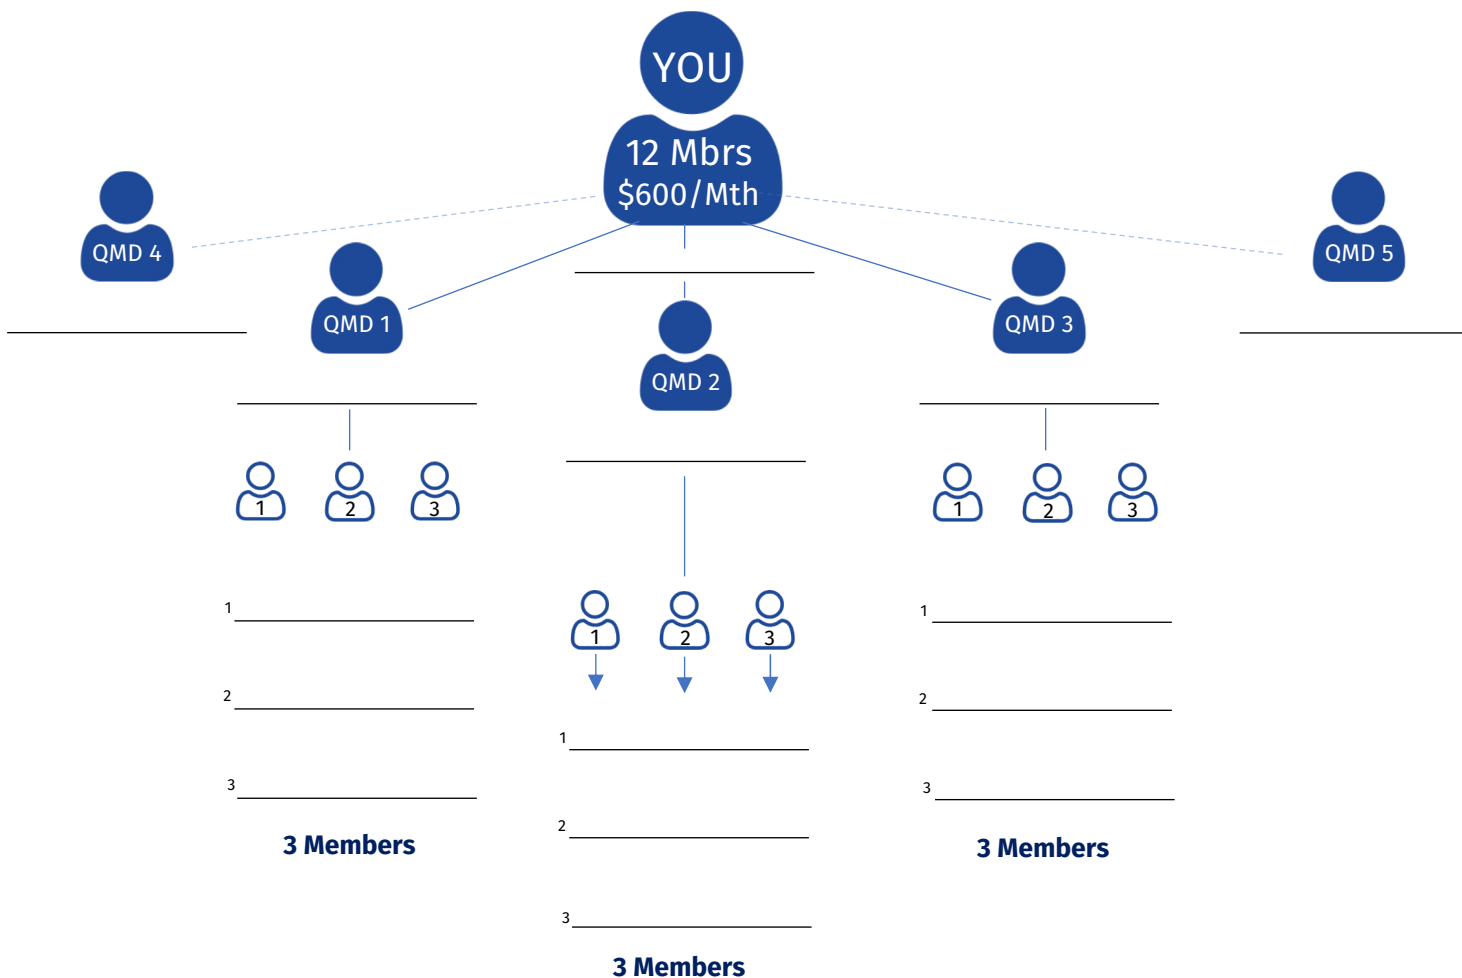 YOU
12 Mbrs
$600/Mth
QMD 4
QMD 5
QMD 1
QMD 3
QMD 2
1 2 3
1 2 3
1 2 3
1
2
3
3 Members
1
2
3
3 Members
1
2
3
3 Members